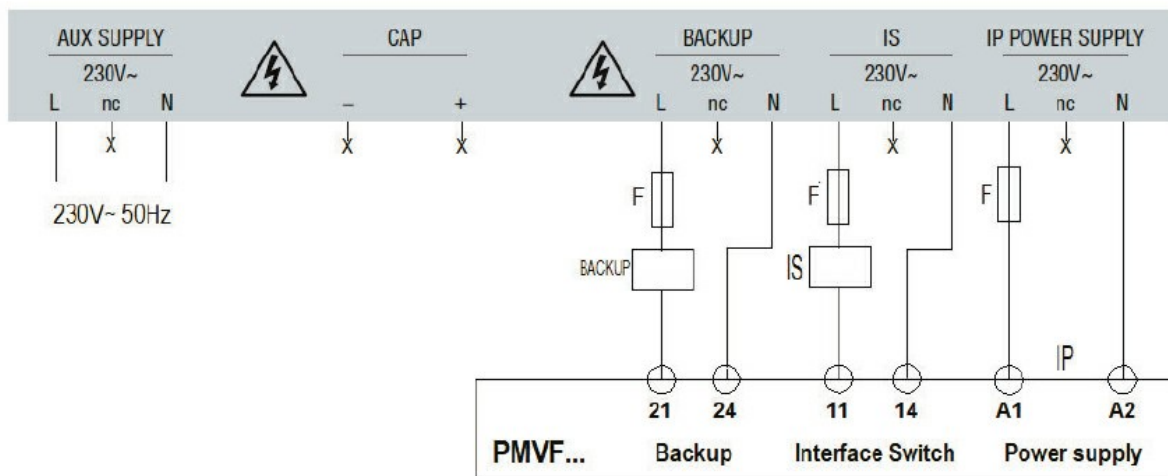 AUX SUPPLY CAP BACKUP IS IP POWER SUPPLY
230V~ 230V~ 230V~ 230V~
L nc N – + L nc N L nc N L nc N
X X X X X X
230V~ 50Hz
F F F
BACKUP IS
IP
21 24 11 14 A1 A2
PMVF... Backup Interface Switch Power supply